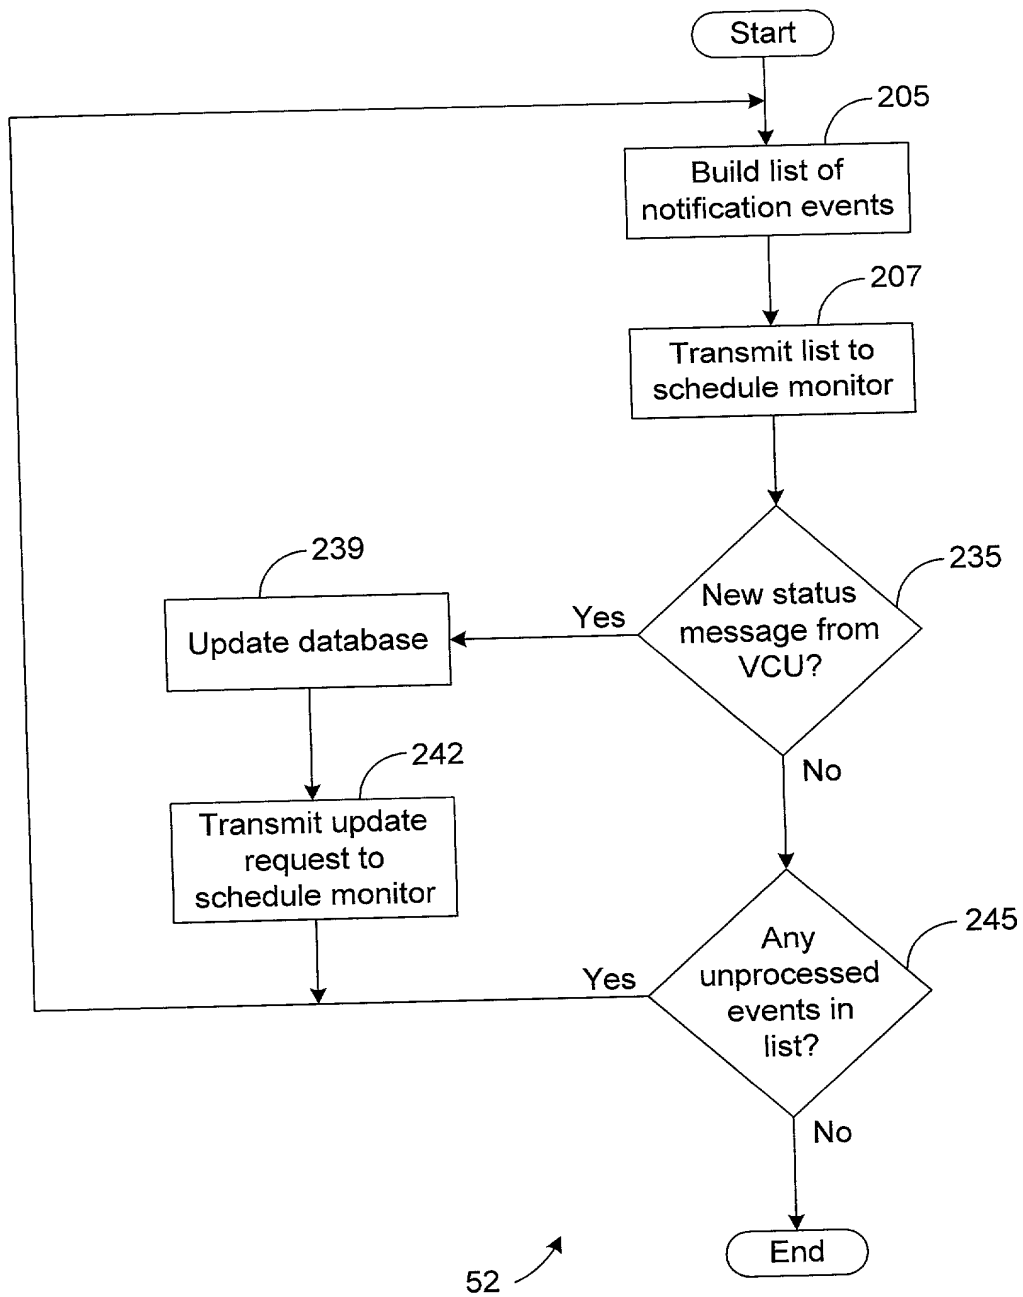 Start
205
Build list of
notification events
207
Transmit list to
schedule monitor
235
New status
message from
VCU?
Yes
239
Update database
242
Transmit update
request to
schedule monitor
No
245
Any
unprocessed
events in
list?
Yes
No
End
52